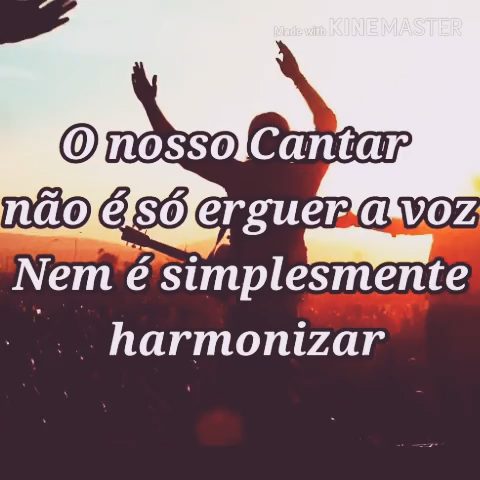 Made with KINEMASTER
O nosso Cantar
não é só erguer a voz
Nem é simplesmente
harmonizar